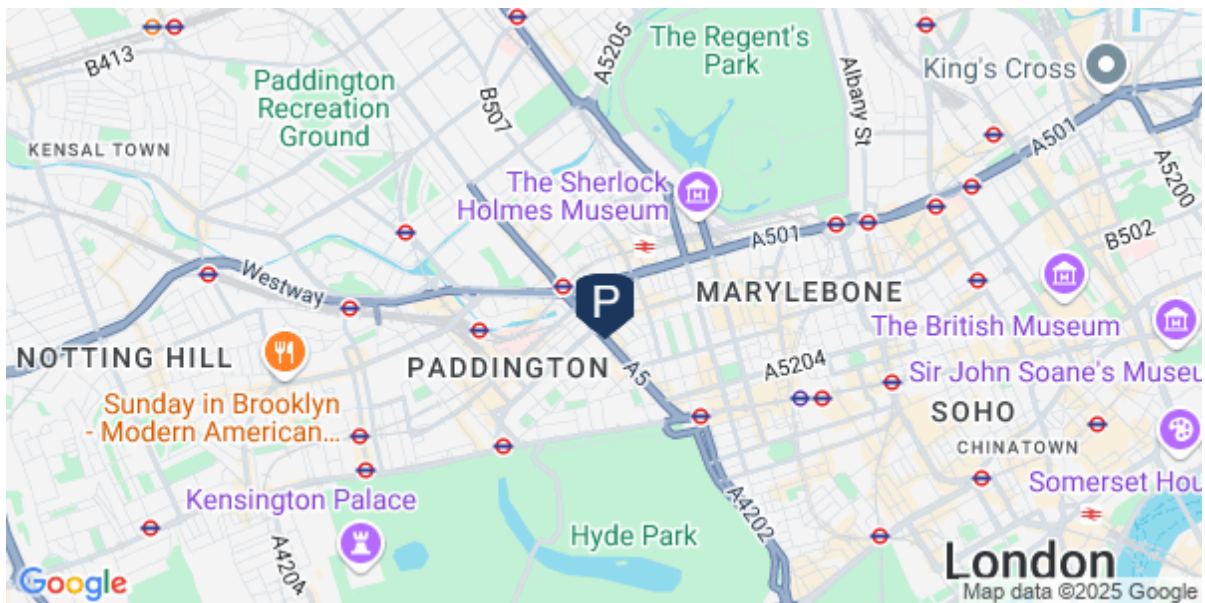 B413
A5205
The Regent's
Park
Albany St
King's Cross
Paddington
Recreation
Ground
B507
KENSAL TOWN
A501
A5200
The Sherlock
Holmes Museum
A501
B502
Westway
P
MARYLEBONE
The British Museum
NOTTING HILL
PADDINGTON
A5
A5204
Sir John Soane's Museu
Sunday in Brooklyn
- Modern American...
SOHO
CHINATOWN
Kensington Palace
A4202
Somerset Hou
Hyde Park
A4204
London
Google
Map data ©2025 Google